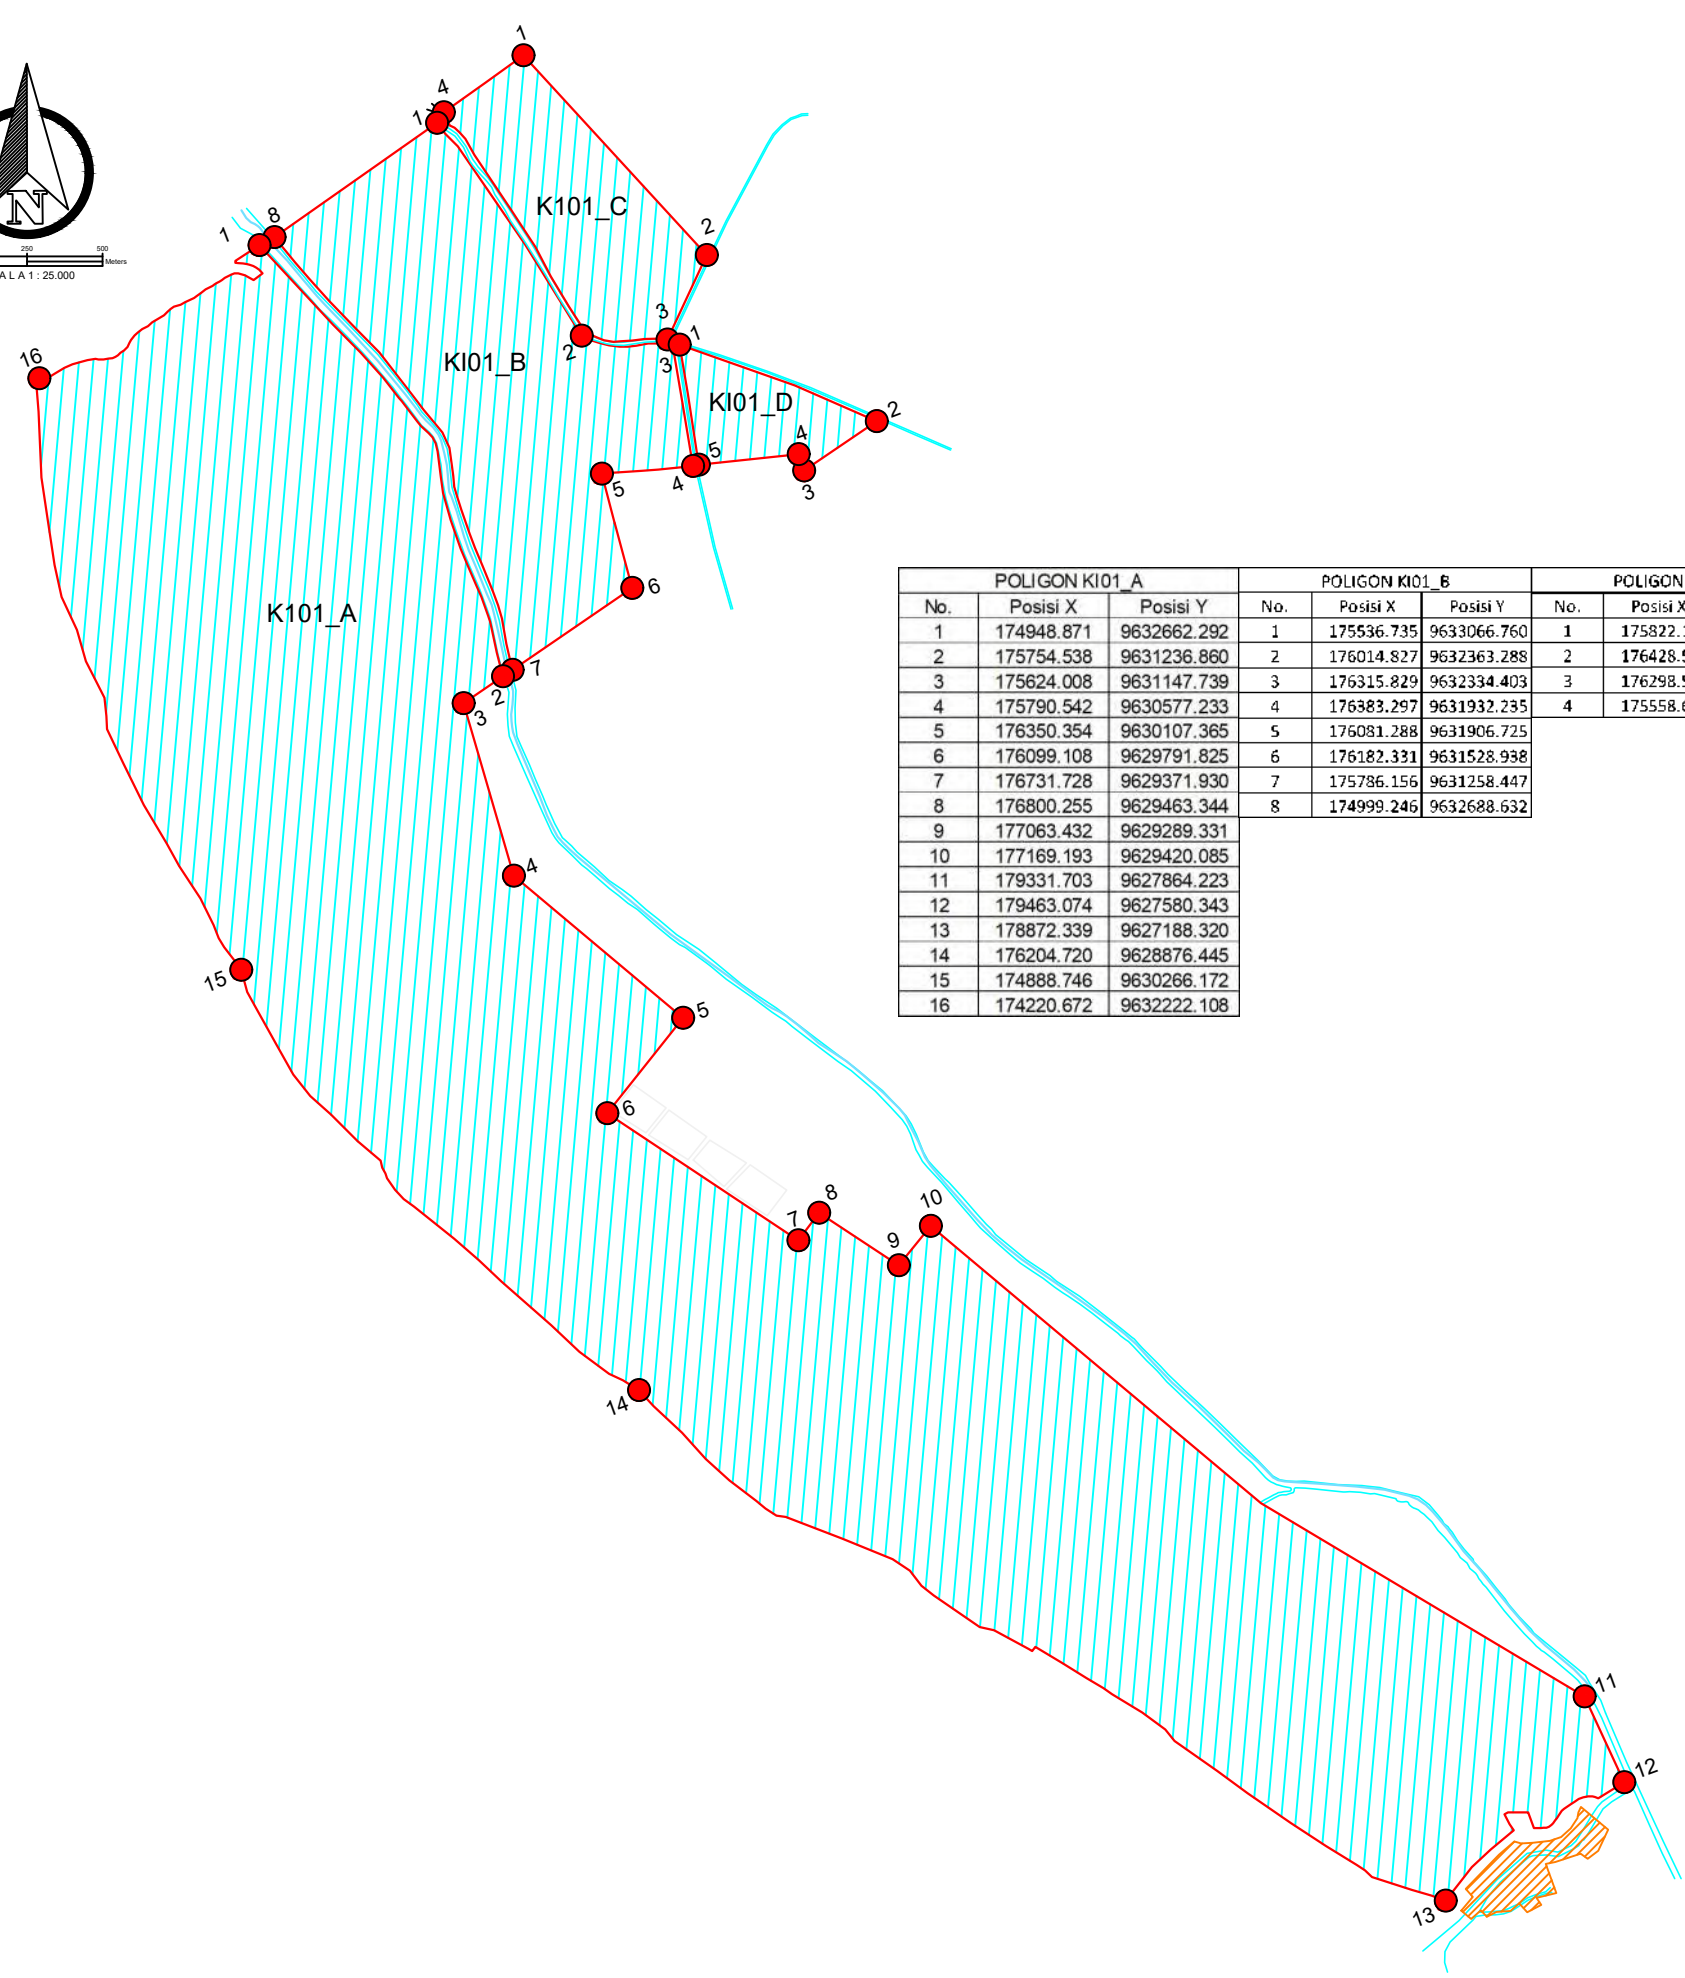 1
4
1
K101_C
2
N
8
1
250 500
Meters
A L A 1 : 25.000
3
1
2
3
16
KI01_B
KI01_D
2
4
5
4
3
5
6
K101_A
7
2
3
4
15
5
6
8
7
10
9
14
11
12
13
POLIGON KI01_A POLIGON KI01_B POLIGON
No. Posisi X Posisi Y No. Posisi X Posisi Y No. Posisi X
1 174948.871 9632662.292 1 175536.735 9633066.760 1
2 175754.538 9631236.860 2 176014.827 9632363.288 2
3 175624.008 9631147.739 3 176315.829 9632334.403 3
4 175790.542 9630577.233 4 176383.297 9631932.235 4
5 176350.354 9630107.365 5 176081.288 9631906.725
6 176099.108 9629791.825 6 176182.331 9631528.938
7 176731.728 9629371.930 7 175786.156 9631258.447
8 176800.255 9629463.344 8 174999.246 9632688.632
9 177063.432 9629289.331
10 177169.193 9629420.085
11 179331.703 9627864.223
12 179463.074 9627580.343
13 178872.339 9627188.320
14 176204.720 9628876.445
15 174888.746 9630266.172
16 174220.672 9632222.108